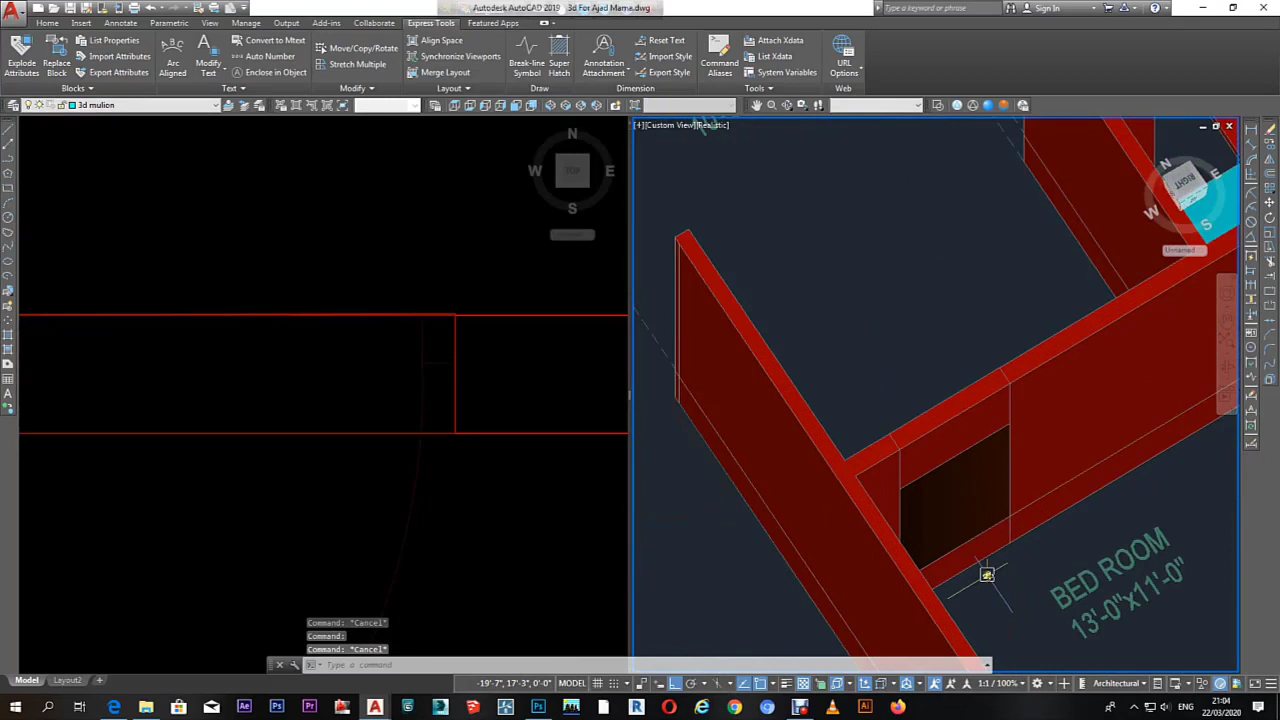 Autodesk AutoCAD 2019   3d For Ajad Mame.dwg
Type a keyword or phrase
Sign In
Home Insert Annotate Parametric View Manage Output Add-ins Collaborate Express Tools Featured Apps
Explode Attributes
Replace Block
List Properties
Import Attributes
Export Attributes
Blocks
Arc Aligned
Modify Text
Convert to Mtext
Auto Number
Enclose in Object
Text
Move/Copy/Rotate
Stretch Multiple
Modify
Align Space
Synchronize Viewports
Merge Layout
Layout
Break-line Symbol
Super Hatch
Draw
Annotation Attachment
Reset Text
Import Style
Export Style
Dimension
Command Aliases
Attach Xdata
List Xdata
System Variables
Tools
URL Options
Web
3d mulion
[+][Custom View][Realistic]
N
W TOP E
S
N
RIGHT E
W S
Unnamed
BED ROOM
13'-0"x11'-0"
Command: *Cancel*
Command:
Command: *Cancel*
Type a command
Model Layout2 +
-19'-7", 17'-3", 0'-0" MODEL
1:1 / 100%
Architectural
ENG
21:04
22/03/2020